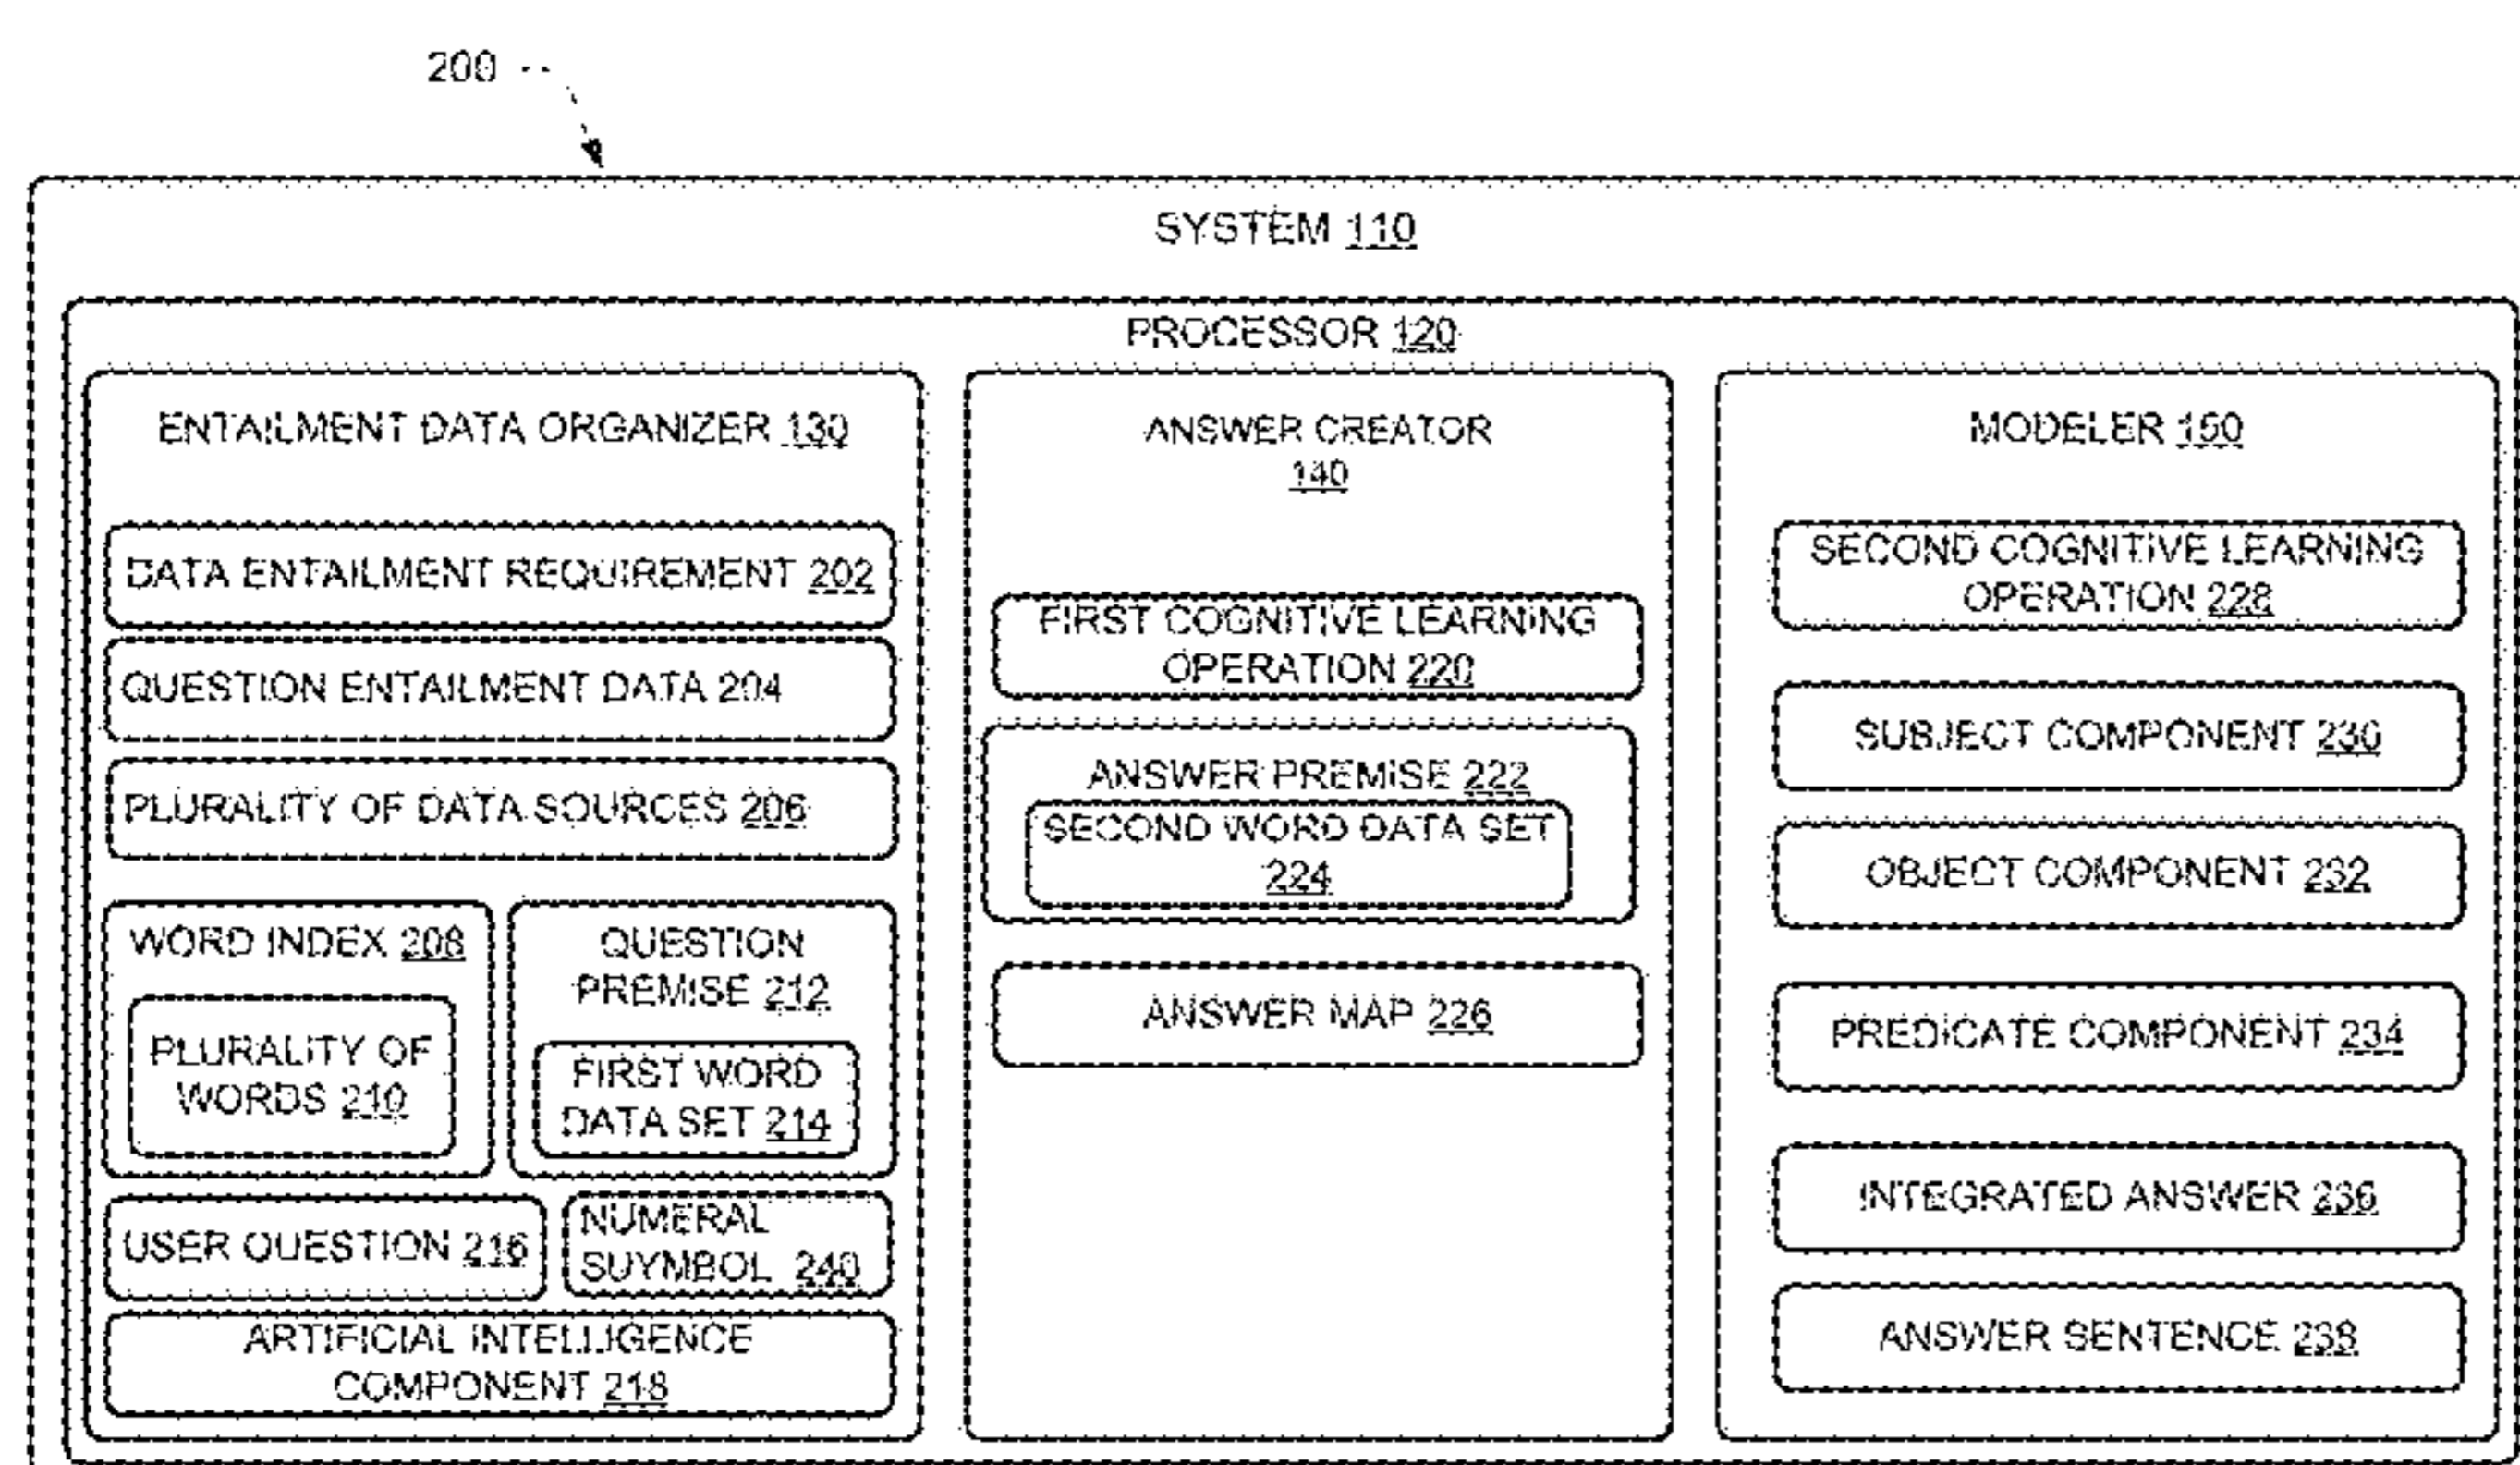 200
SYSTEM 110
PROCESSOR 120
ENTAILMENT DATA ORGANIZER 130
DATA ENTAILMENT REQUIREMENT 202
QUESTION ENTAILMENT DATA 204
PLURALITY OF DATA SOURCES 206
WORD INDEX 208
PLURALITY OF
WORDS 210
QUESTION
PREMISE 212
FIRST WORD
DATA SET 214
USER QUESTION 216
NUMERAL
SUYMBOL 240
ARTIFICIAL INTELLIGENCE
COMPONENT 218
ANSWER CREATOR
140
FIRST COGNITIVE LEARNING
OPERATION 220
ANSWER PREMISE 222
SECOND WORD DATA SET
224
ANSWER MAP 226
MODELER 150
SECOND COGNITIVE LEARNING
OPERATION 228
SUBJECT COMPONENT 230
OBJECT COMPONENT 232
PREDICATE COMPONENT 234
INTEGRATED ANSWER 236
ANSWER SENTENCE 238